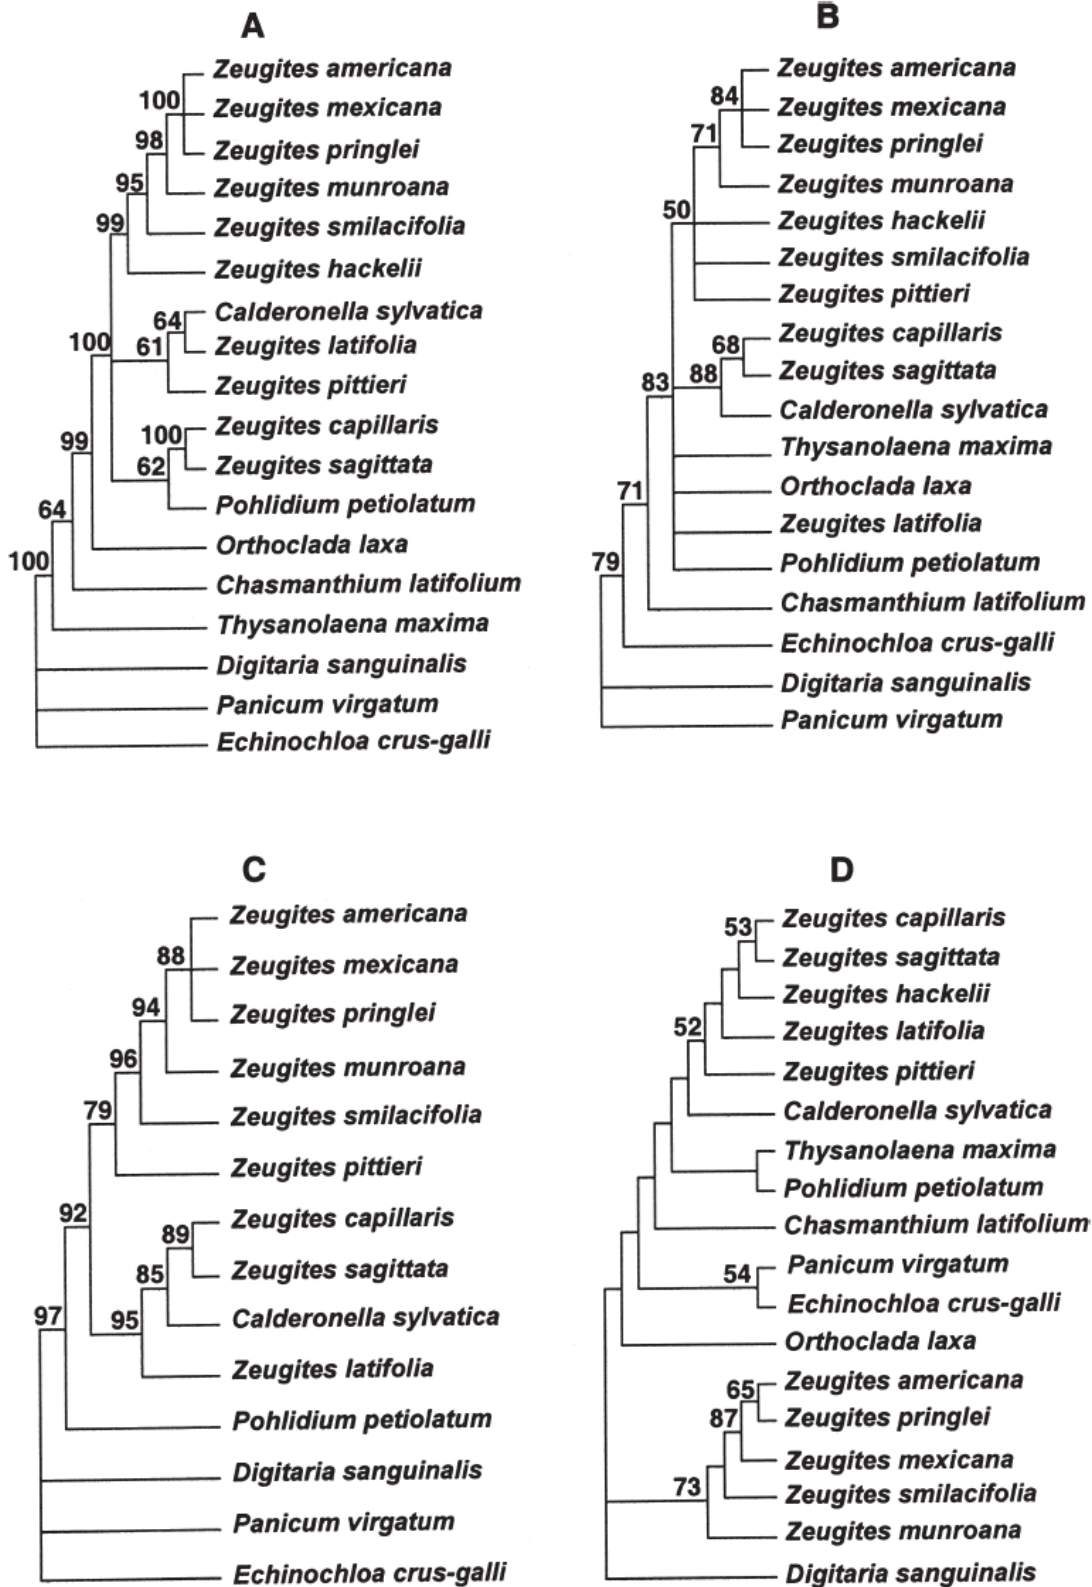 A
100
Zeugites americana
Zeugites mexicana
98
Zeugites pringlei
95
Zeugites munroana
99
Zeugites smilacifolia
Zeugites hackelii
64
Calderonella sylvatica
100
61
Zeugites latifolia
Zeugites pittieri
99
100
Zeugites capillaris
62
Zeugites sagittata
64
Pohlidium petiolatum
100
Orthoclada laxa
Chasmanthium latifolium
Thysanolaena maxima
Digitaria sanguinalis
Panicum virgatum
Echinochloa crus-galli
B
Zeugites americana
84
Zeugites mexicana
71
Zeugites pringlei
Zeugites munroana
50
Zeugites hackelii
Zeugites smilacifolia
Zeugites pittieri
68
Zeugites capillaris
83
88
Zeugites sagittata
Calderonella sylvatica
Thysanolaena maxima
71
Orthoclada laxa
Zeugites latifolia
79
Pohlidium petiolatum
Chasmanthium latifolium
Echinochloa crus-galli
Digitaria sanguinalis
Panicum virgatum
C
Zeugites americana
88
Zeugites mexicana
94
Zeugites pringlei
96
Zeugites munroana
79
Zeugites smilacifolia
Zeugites pittieri
92
89
Zeugites capillaris
85
Zeugites sagittata
97
95
Calderonella sylvatica
Zeugites latifolia
Pohlidium petiolatum
Digitaria sanguinalis
Panicum virgatum
Echinochloa crus-galli
D
53
Zeugites capillaris
Zeugites sagittata
Zeugites hackelii
52
Zeugites latifolia
Zeugites pittieri
Calderonella sylvatica
Thysanolaena maxima
Pohlidium petiolatum
Chasmanthium latifolium
54
Panicum virgatum
Echinochloa crus-galli
Orthoclada laxa
65
Zeugites americana
87
Zeugites pringlei
Zeugites mexicana
73
Zeugites smilacifolia
Zeugites munroana
Digitaria sanguinalis